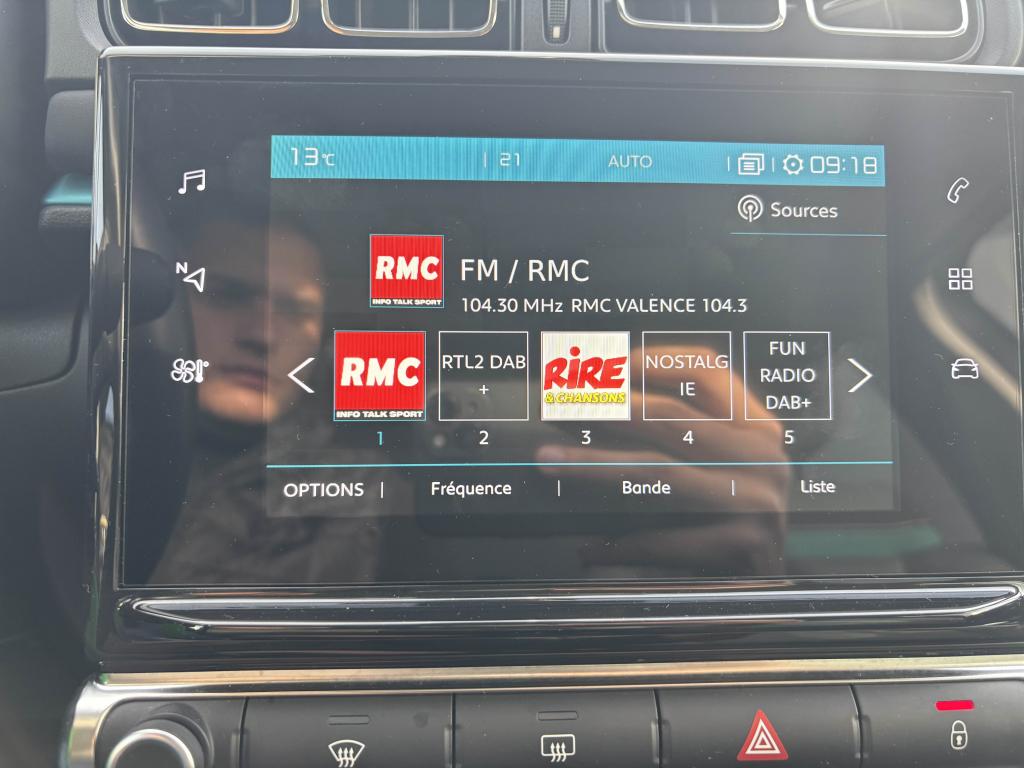 13°C | 21 AUTO | | 09:18
Sources
N
RMC
INFO TALK SPORT
FM / RMC
104.30 MHz RMC VALENCE 104.3
RMC
INFO TALK SPORT
RTL2 DAB
+
RIRE
& CHANSONS
NOSTALG
IE
FUN
RADIO
DAB+
1 2 3 4 5
OPTIONS | Fréquence | Bande | Liste